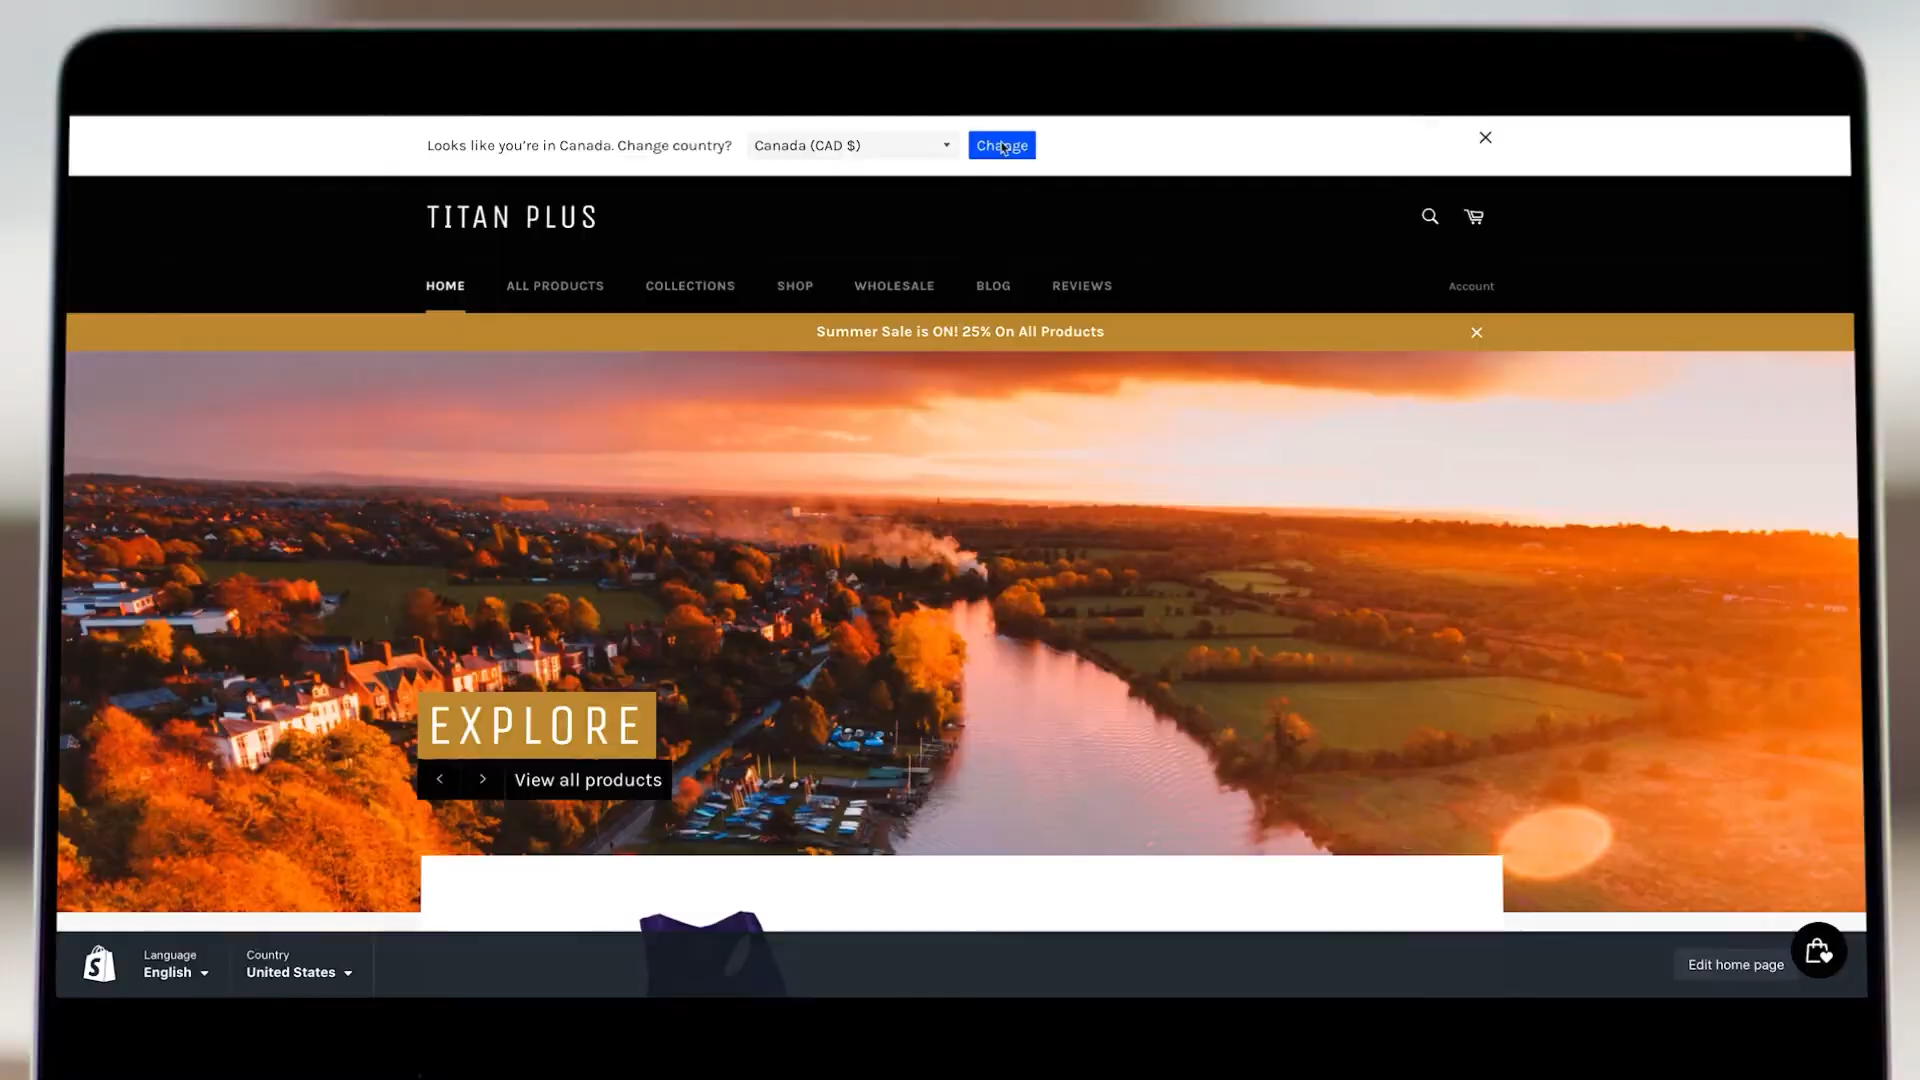 Looks like you're in Canada. Change country? Canada (CAD $) Change
TITAN PLUS
HOME ALL PRODUCTS COLLECTIONS SHOP WHOLESALE BLOG REVIEWS Account
Summer Sale is ON! 25% On All Products
EXPLORE
View all products
Language
English
Country
United States
Edit home page